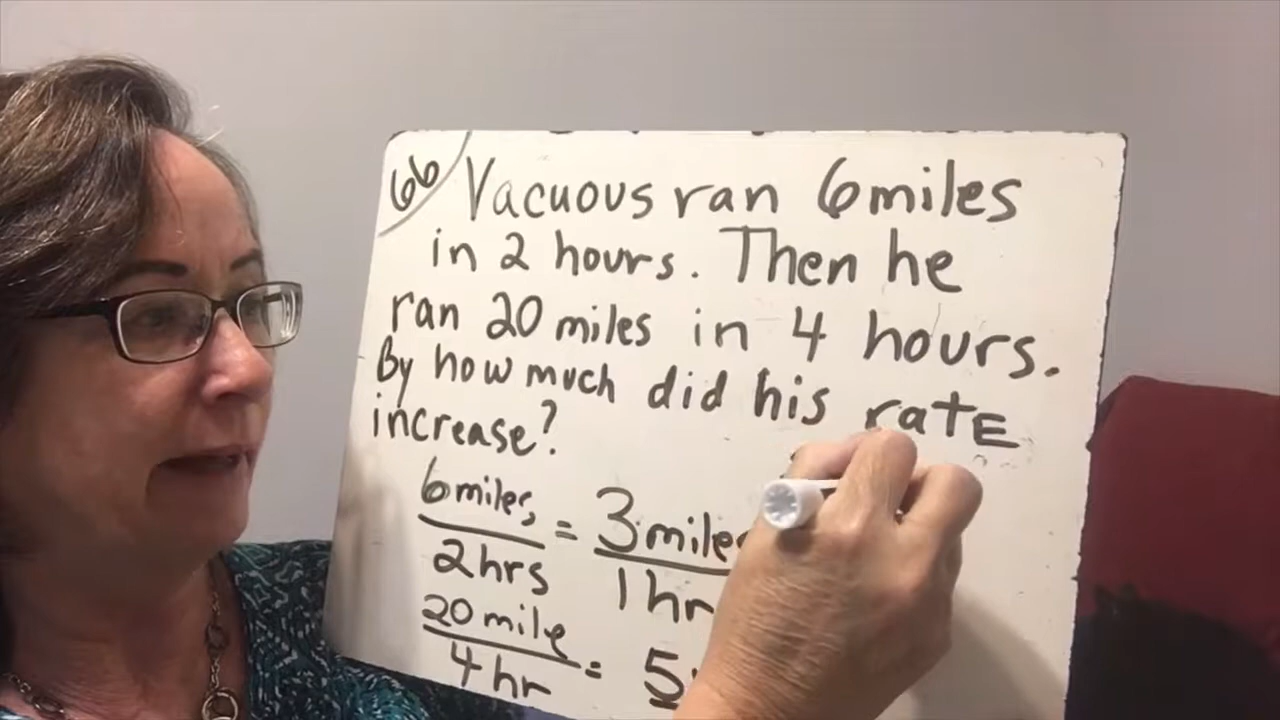 66 Vacuous ran 6 miles
in 2 hours. Then he
ran 20 miles in 4 hours.
By how much did his ratE
increase?
6 miles = 3 miles
2 hrs 1 hr
20 mile = 5
4 hr